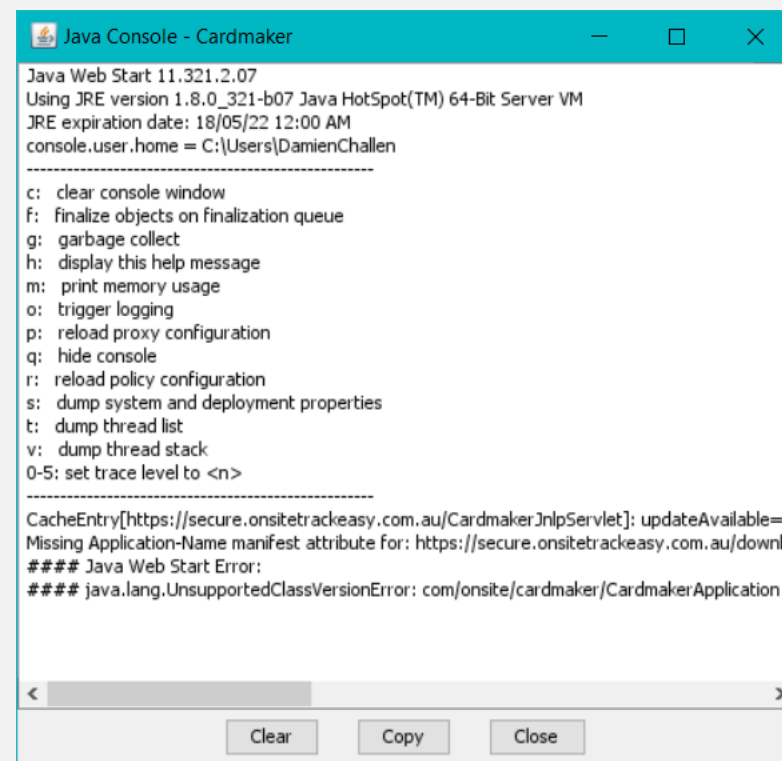 Java Console - Cardmaker
Java Web Start 11.321.2.07
Using JRE version 1.8.0_321-b07 Java HotSpot(TM) 64-Bit Server VM
JRE expiration date: 18/05/22 12:00 AM
console.user.home = C:\Users\DamienChallen
----------------------------------------------------
c:   clear console window
f:   finalize objects on finalization queue
g:   garbage collect
h:   display this help message
m:   print memory usage
o:   trigger logging
p:   reload proxy configuration
q:   hide console
r:   reload policy configuration
s:   dump system and deployment properties
t:   dump thread list
v:   dump thread stack
0-5: set trace level to <n>
----------------------------------------------------
CacheEntry[https://secure.onsitetrackeasy.com.au/CardmakerJnlpServlet]: updateAvailable=
Missing Application-Name manifest attribute for: https://secure.onsitetrackeasy.com.au/downl
#### Java Web Start Error:
#### java.lang.UnsupportedClassVersionError: com/onsite/cardmaker/CardmakerApplication
Clear Copy Close